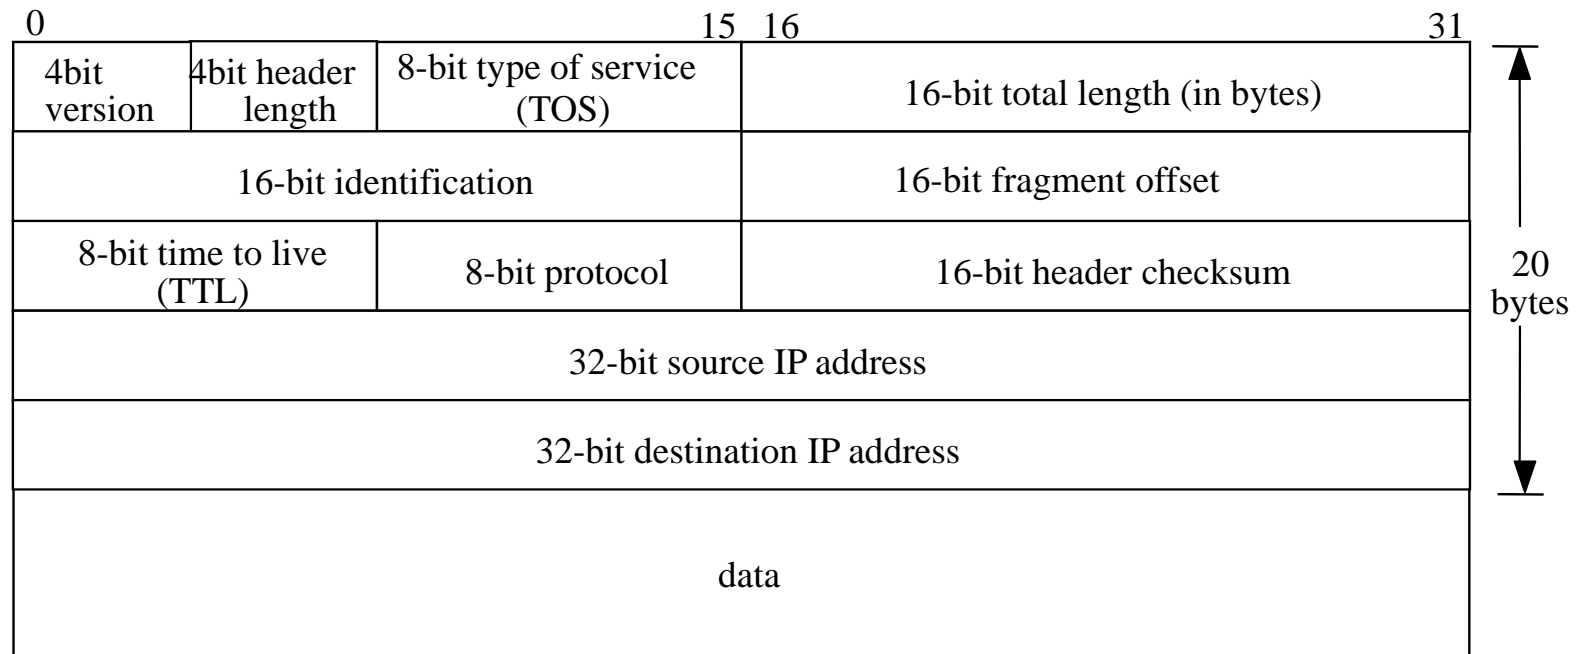 0 15 16 31
4bit
version
4bit header
length
8-bit type of service
(TOS)
16-bit total length (in bytes)
16-bit identification
16-bit fragment offset
8-bit time to live
(TTL)
8-bit protocol
16-bit header checksum
20
bytes
32-bit source IP address
32-bit destination IP address
data